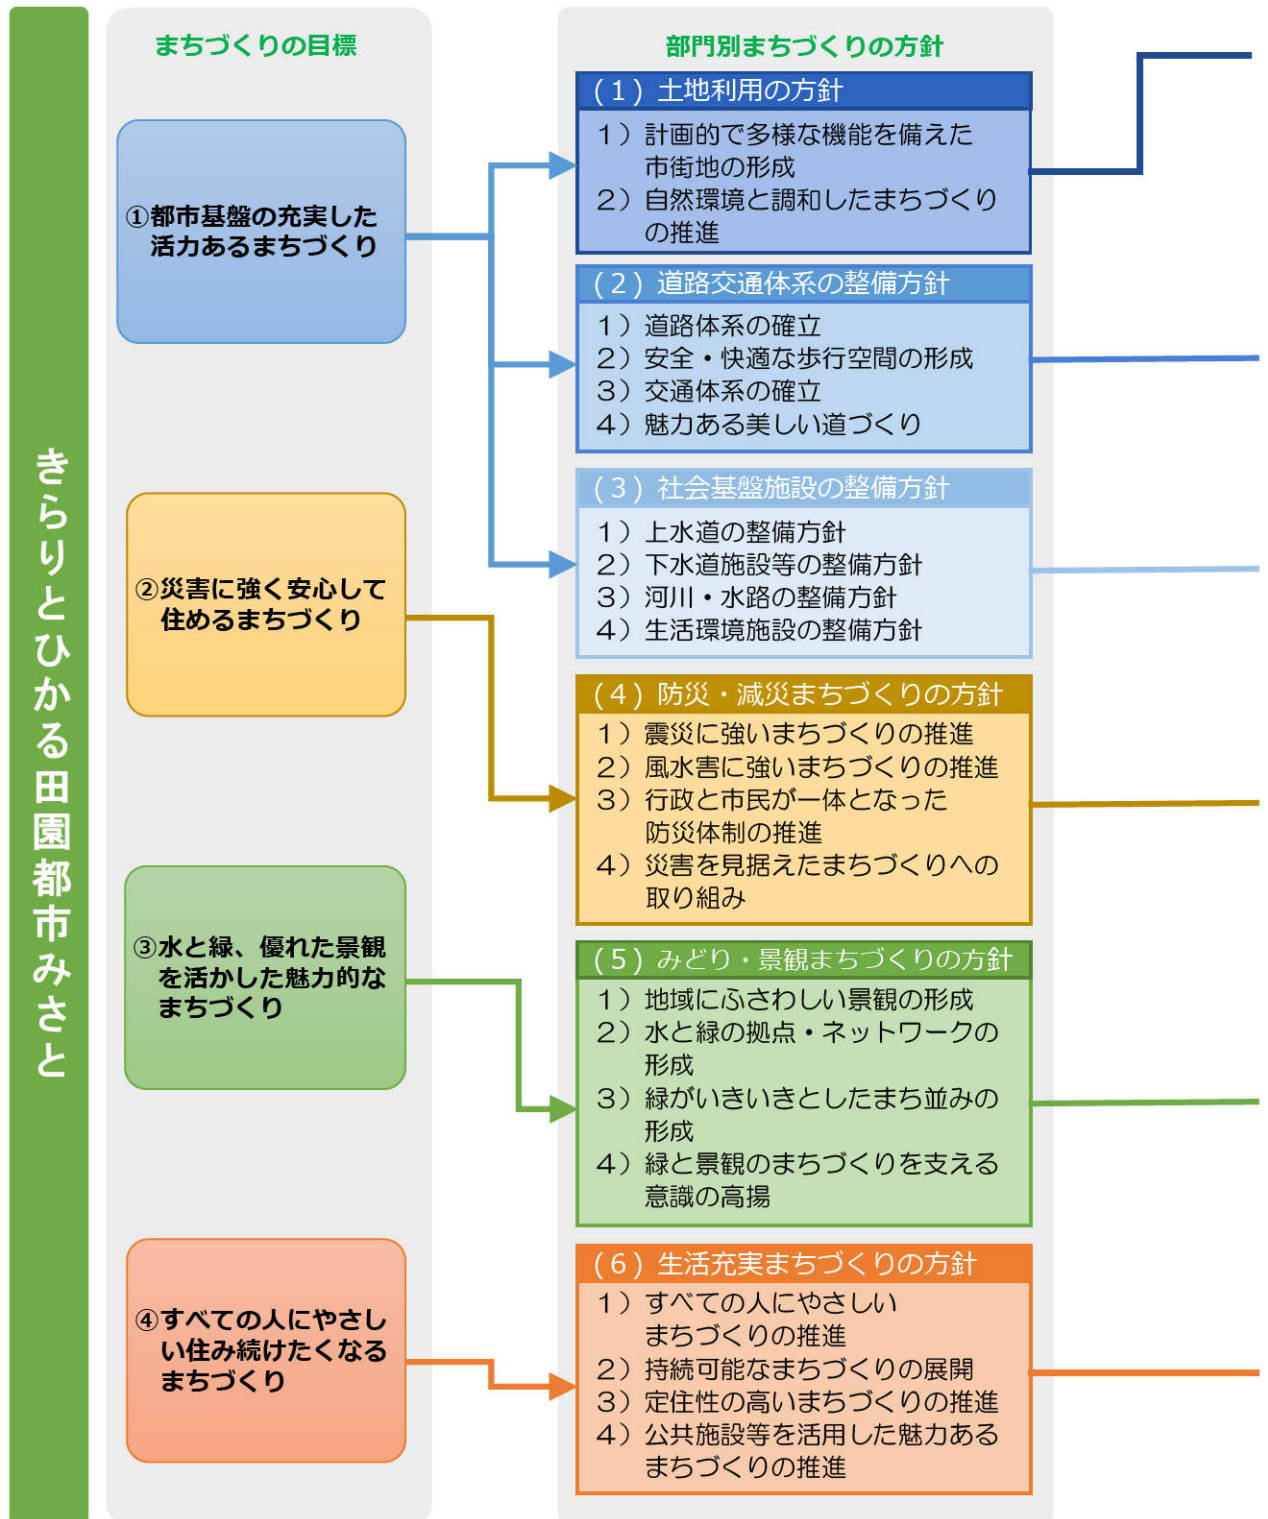 きらりとひかる田園都市みさと
まちづくりの目標
①都市基盤の充実した
活力あるまちづくり
②災害に強く安心して
住めるまちづくり
③水と緑、優れた景観
を活かした魅力的な
まちづくり
④すべての人にやさし
い住み続けたくなる
まちづくり
部門別まちづくりの方針
(1)土地利用の方針
1)計画的で多様な機能を備えた
市街地の形成
2)自然環境と調和したまちづくり
の推進
(2)道路交通体系の整備方針
1)道路体系の確立
2)安全・快適な歩行空間の形成
3)交通体系の確立
4)魅力ある美しい道づくり
(3)社会基盤施設の整備方針
1)上水道の整備方針
2)下水道施設等の整備方針
3)河川・水路の整備方針
4)生活環境施設の整備方針
(4)防災・減災まちづくりの方針
1)震災に強いまちづくりの推進
2)風水害に強いまちづくりの推進
3)行政と市民が一体となった
防災体制の推進
4)災害を見据えたまちづくりへの
取り組み
(5)みどり・景観まちづくりの方針
1)地域にふさわしい景観の形成
2)水と緑の拠点・ネットワークの
形成
3)緑がいきいきとしたまち並みの
形成
4)緑と景観のまちづくりを支える
意識の高揚
(6)生活充実まちづくりの方針
1)すべての人にやさしい
まちづくりの推進
2)持続可能なまちづくりの展開
3)定住性の高いまちづくりの推進
4)公共施設等を活用した魅力ある
まちづくりの推進